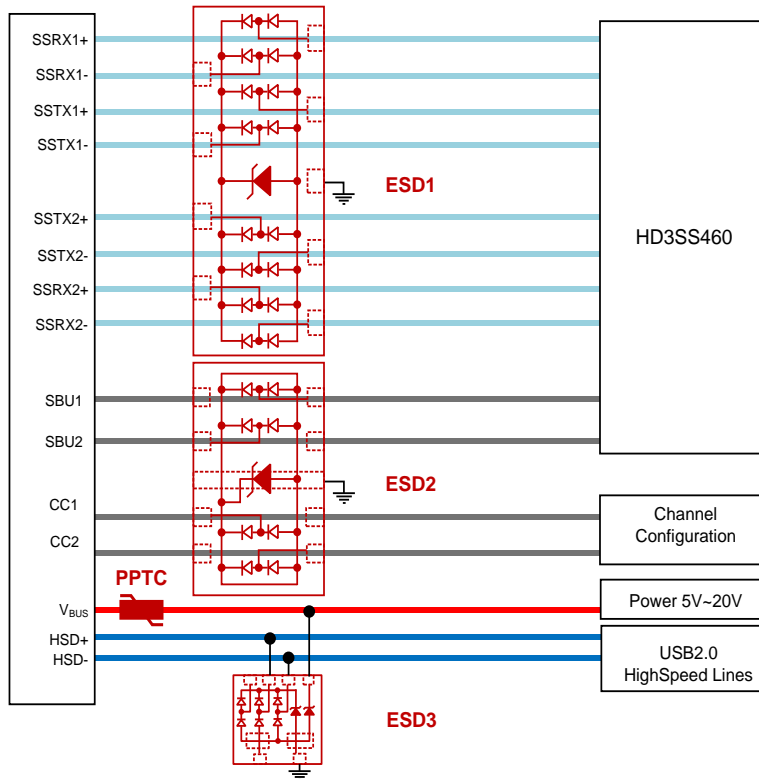 SSRX1+
SSRX1-
SSTX1+
SSTX1-
ESD1
SSTX2+
SSTX2-
SSRX2+
SSRX2-
HD3SS460
SBU1
SBU2
ESD2
CC1
CC2
Channel
Configuration
PPTC
VBUS
Power 5V~20V
HSD+
HSD-
USB2.0
HighSpeed Lines
ESD3